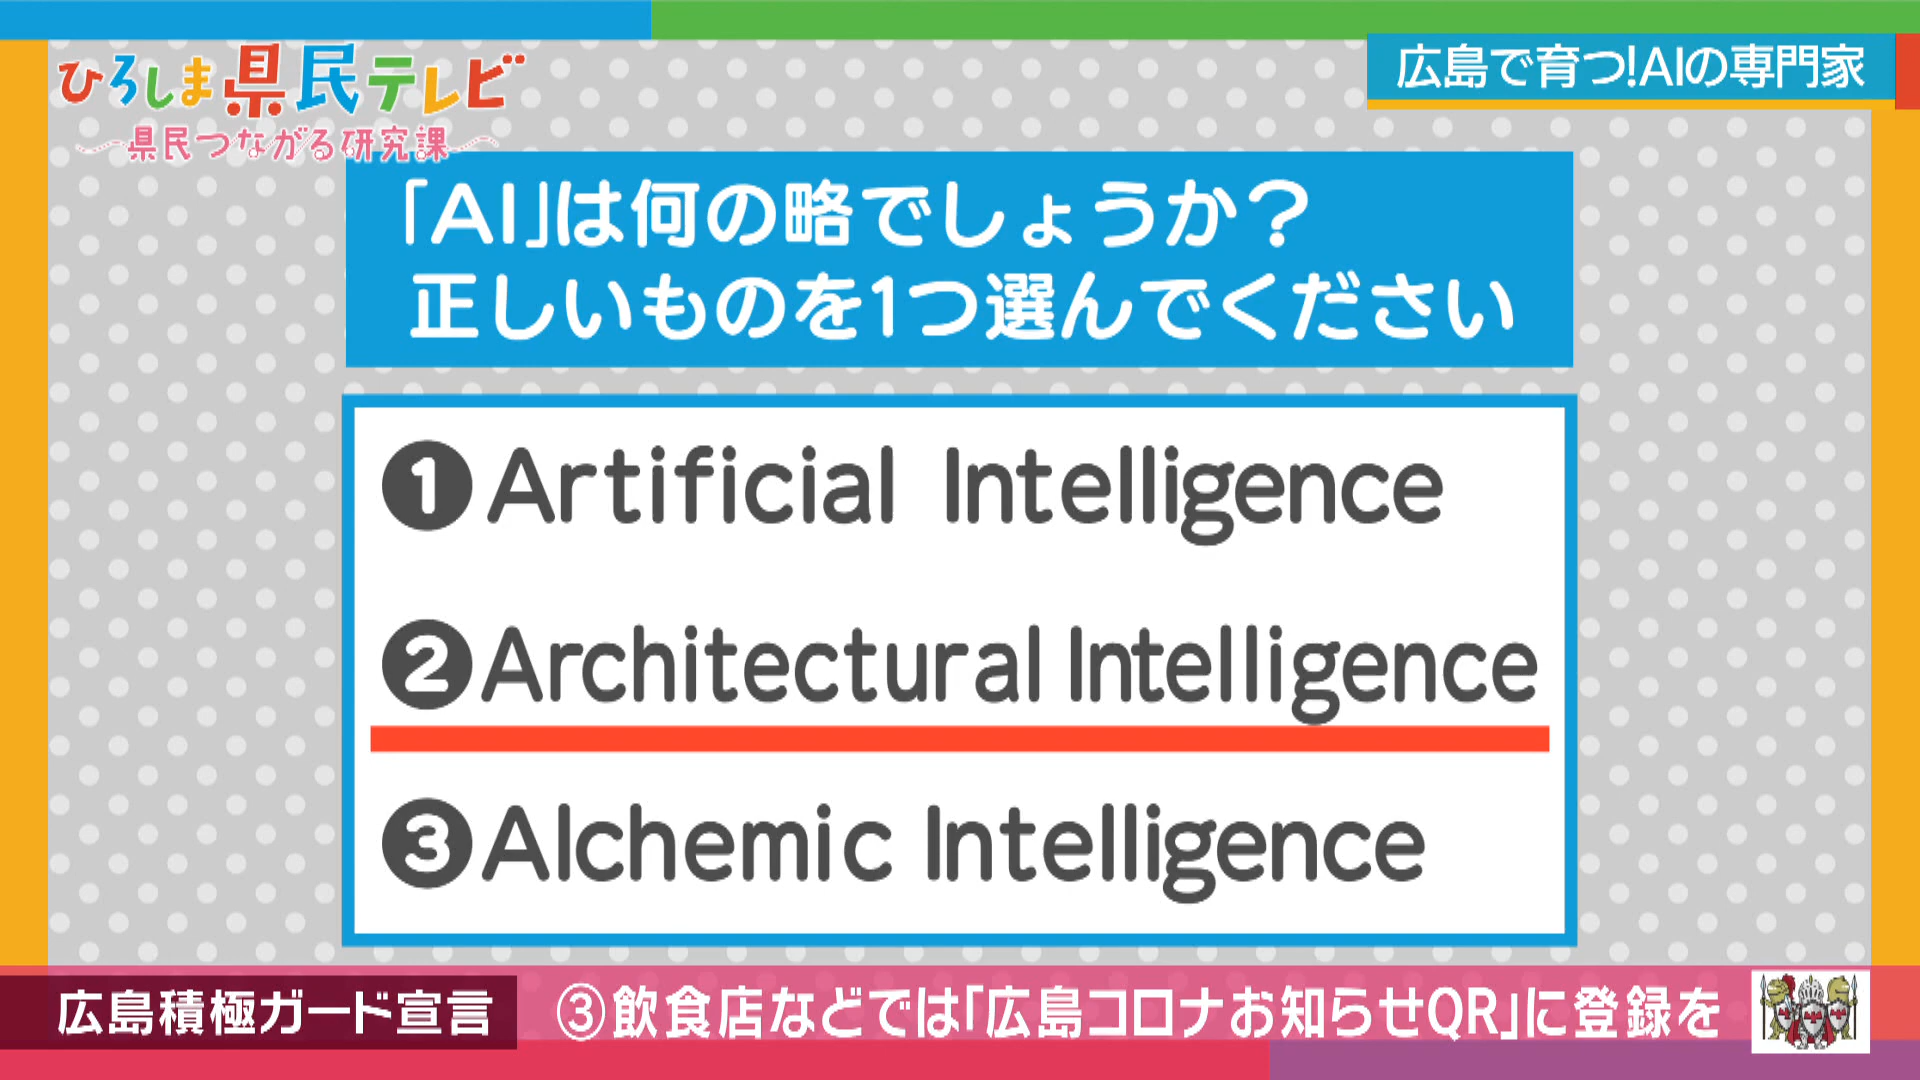 ひろしま県民テレビ
県民つながる研究課
広島で育つ!AIの専門家
「AI」は何の略でしょうか?
正しいものを1つ選んでください
❶Artificial Intelligence
❷Architectural Intelligence
❸Alchemic Intelligence
広島積極ガード宣言
③飲食店などでは「広島コロナお知らせQR」に登録を